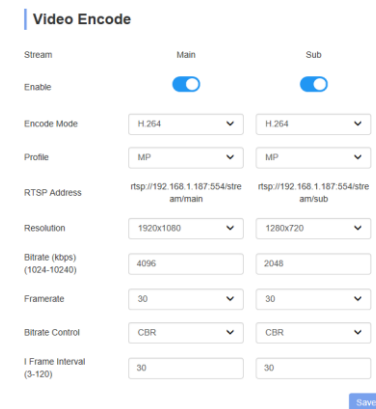 Video Encode
Stream Main Sub
Enable
Encode Mode H.264 H.264
Profile MP MP
RTSP Address rtsp://192.168.1.187:554/stre rtsp://192.168.1.187:554/stre
am/main am/sub
Resolution 1920x1080 1280x720
Bitrate (kbps)
(1024-10240) 4096 2048
Framerate 30 30
Bitrate Control CBR CBR
I Frame Interval
(3-120) 30 30
Save